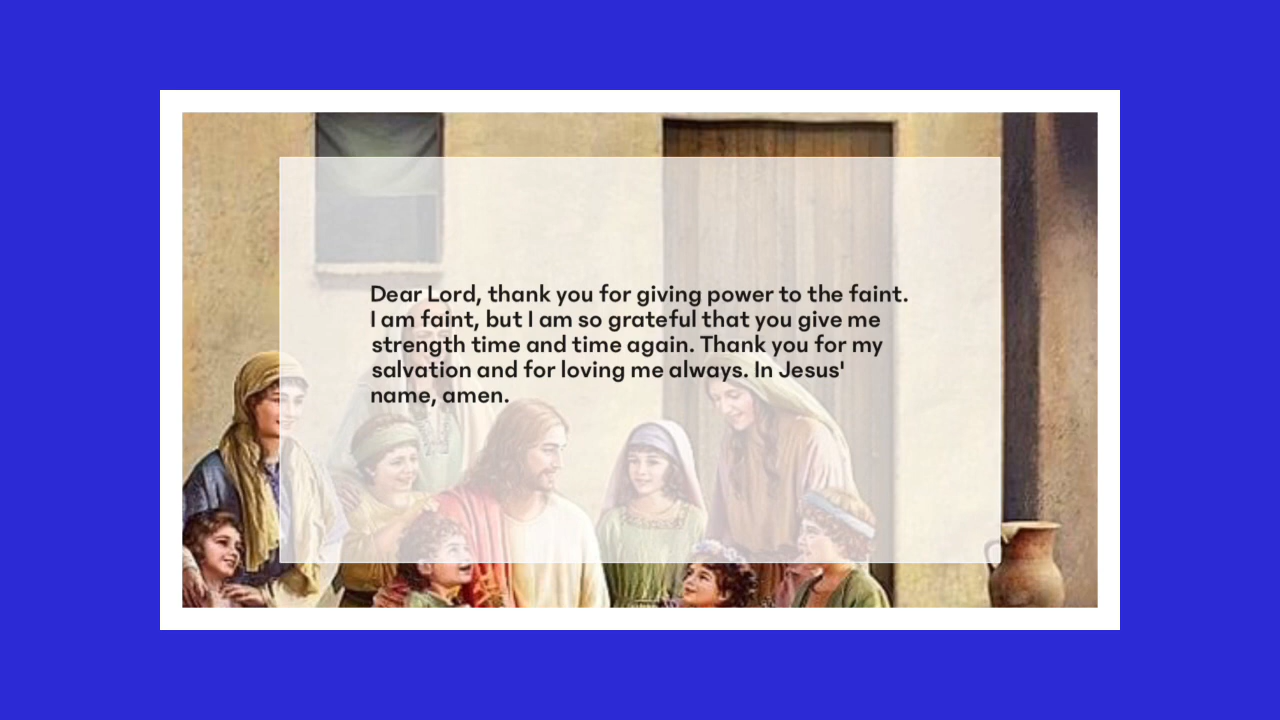 Dear Lord, thank you for giving power to the faint.
I am faint, but I am so grateful that you give me
strength time and time again. Thank you for my
salvation and for loving me always. In Jesus'
name, amen.